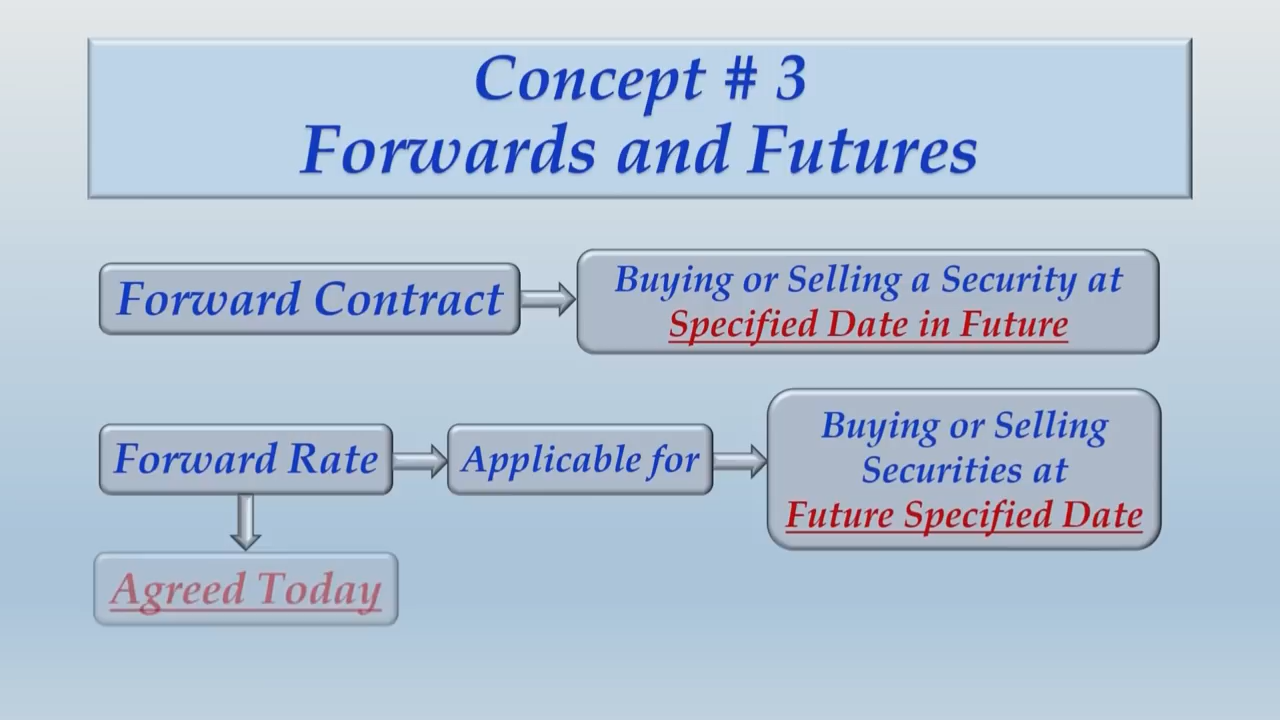 Concept # 3
Forwards and Futures
Forward Contract
Buying or Selling a Security at
Specified Date in Future
Forward Rate
Applicable for
Buying or Selling
Securities at
Future Specified Date
Agreed Today